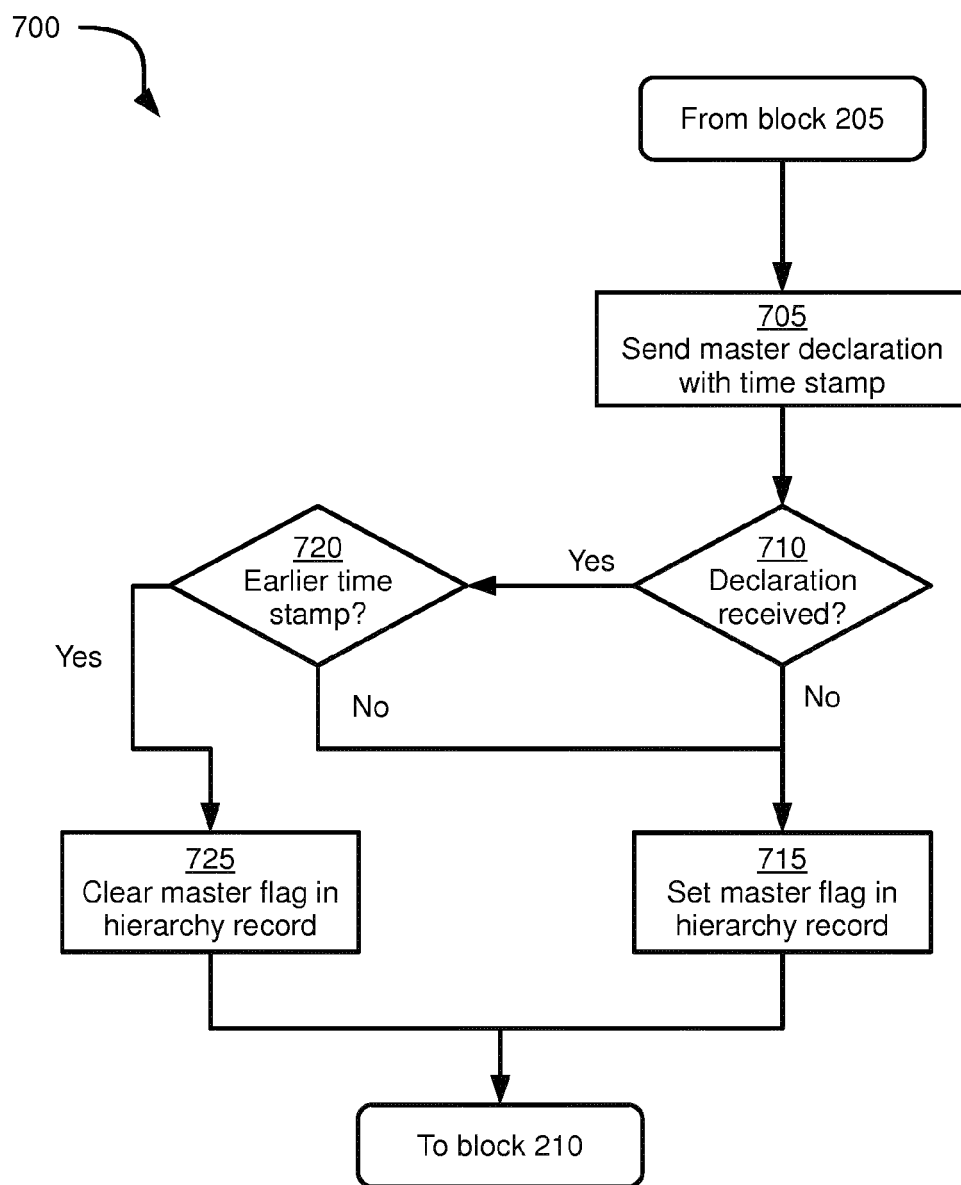 700
From block 205
705
Send master declaration
with time stamp
720
Earlier time
stamp?
Yes
710
Declaration
received?
Yes
No
No
725
Clear master flag in
hierarchy record
715
Set master flag in
hierarchy record
To block 210